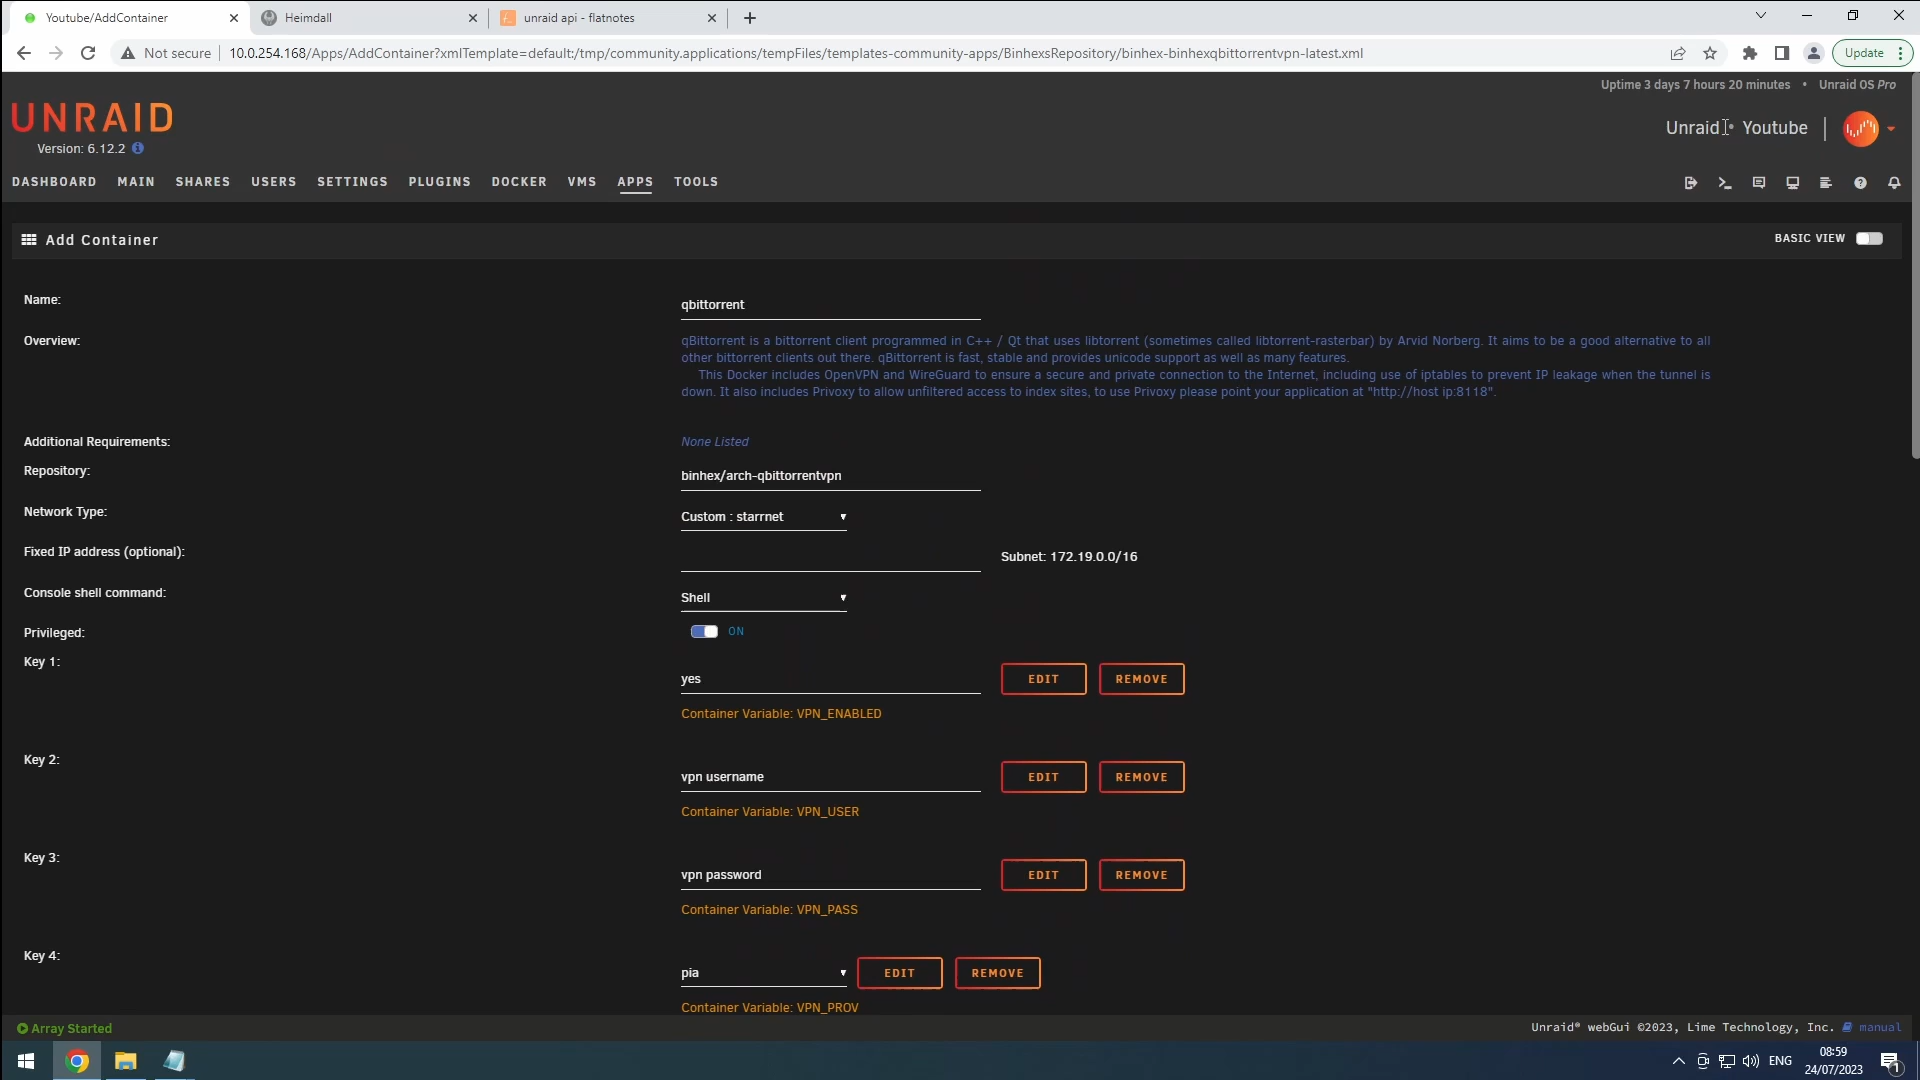 Youtube/AddContainer
Heimdall
unraid api - flatnotes
Not secure
10.0.254.168/Apps/AddContainer?xmlTemplate=default:/tmp/community.applications/tempFiles/templates-community-apps/BinhexsRepository/binhex-binhexqbittorrentvpn-latest.xml
Update
Uptime 3 days 7 hours 20 minutes • Unraid OS Pro
UNRAID
Version: 6.12.2
Unraid • Youtube
DASHBOARD MAIN SHARES USERS SETTINGS PLUGINS DOCKER VMS APPS TOOLS
Add Container
BASIC VIEW
Name:
qbittorrent
Overview:
qBittorrent is a bittorrent client programmed in C++ / Qt that uses libtorrent (sometimes called libtorrent-rasterbar) by Arvid Norberg. It aims to be a good alternative to all
other bittorrent clients out there. qBittorrent is fast, stable and provides unicode support as well as many features.
This Docker includes OpenVPN and WireGuard to ensure a secure and private connection to the Internet, including use of iptables to prevent IP leakage when the tunnel is
down. It also includes Privoxy to allow unfiltered access to index sites, to use Privoxy please point your application at "http://host ip:8118".
Additional Requirements:
None Listed
Repository:
binhex/arch-qbittorrentvpn
Network Type:
Custom : starrnet
Fixed IP address (optional):
Subnet: 172.19.0.0/16
Console shell command:
Shell
Privileged:
ON
Key 1:
yes
EDIT REMOVE
Container Variable: VPN_ENABLED
Key 2:
vpn username
EDIT REMOVE
Container Variable: VPN_USER
Key 3:
vpn password
EDIT REMOVE
Container Variable: VPN_PASS
Key 4:
pia
EDIT REMOVE
Container Variable: VPN_PROV
Array Started
Unraid® webGui ©2023, Lime Technology, Inc. manual
ENG
08:59
24/07/2023
1